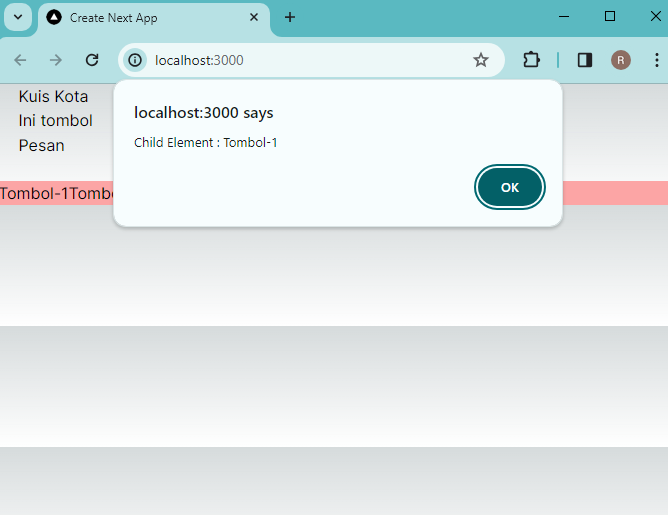 Create Next App
localhost:3000
R
Kuis Kota
Ini tombol
Pesan
localhost:3000 says
Child Element : Tombol-1
OK
Tombol-1